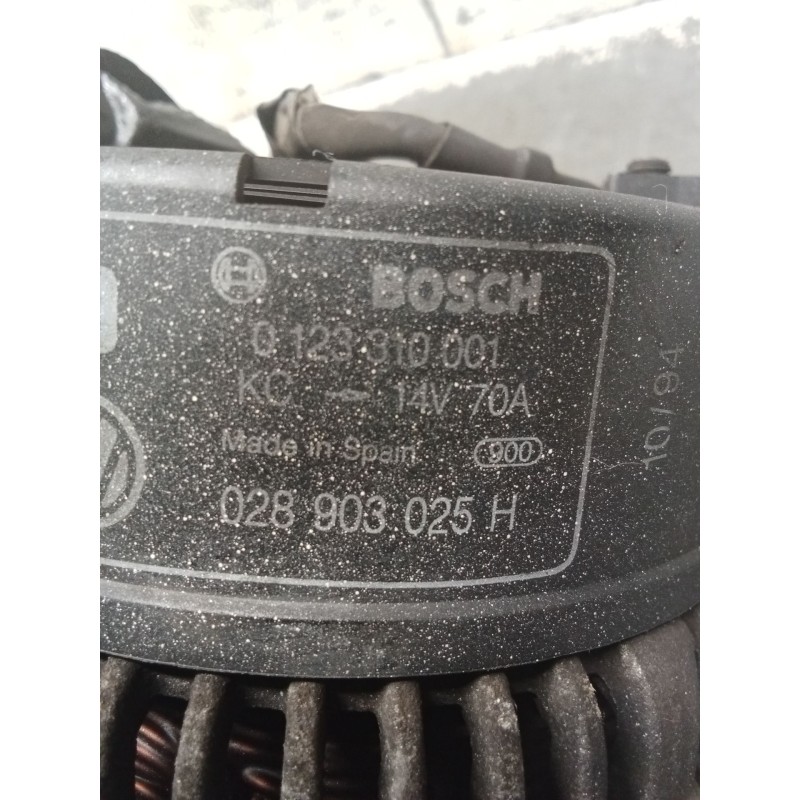 BOSCH
0 123 310 001
KC 14V 70A
Made in Spain 900
028 903 025 H
10/94